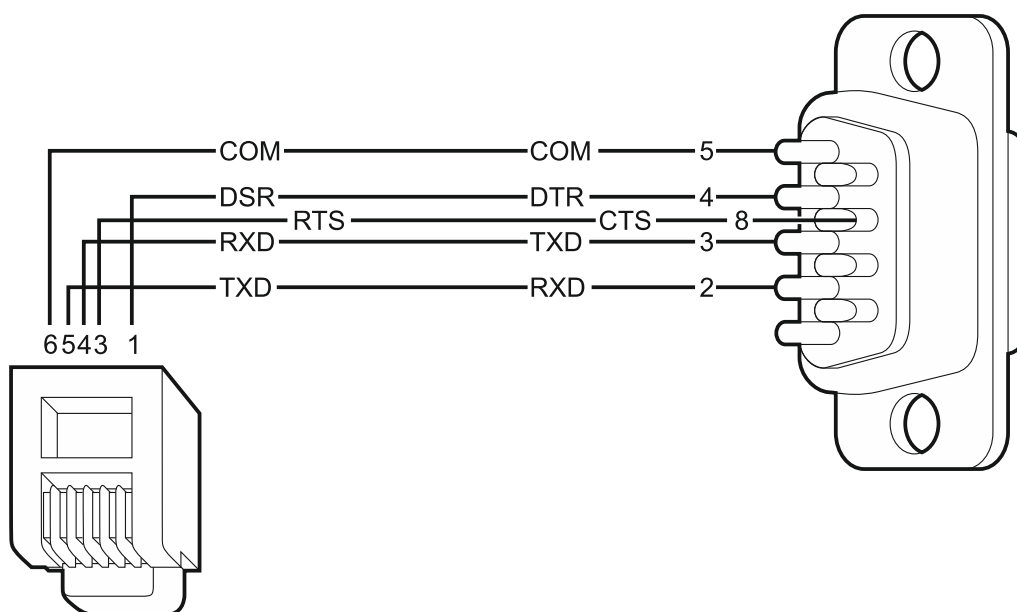 COM COM 5
DSR DTR 4
RTS CTS 8
RXD TXD 3
TXD RXD 2
6543 1